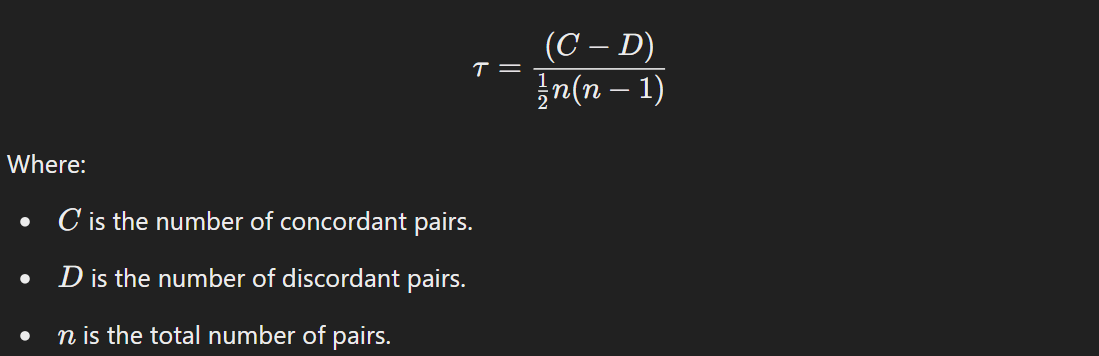 τ = (C − D) / ½n(n − 1)
Where:
• C is the number of concordant pairs.
• D is the number of discordant pairs.
• n is the total number of pairs.